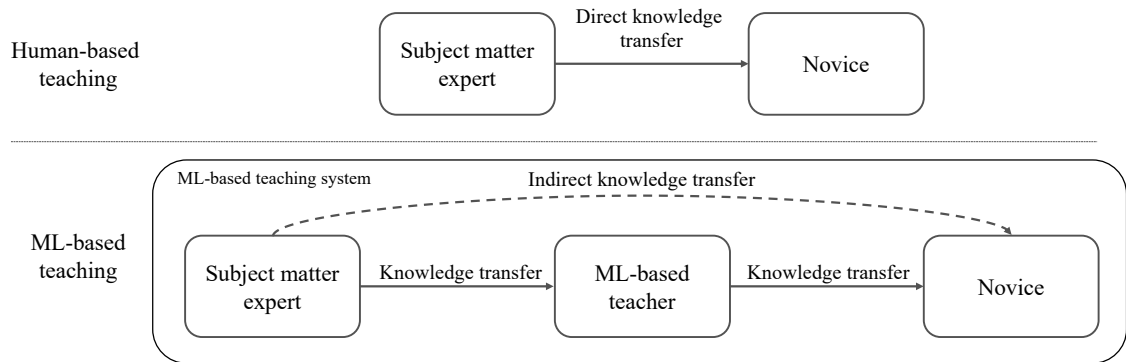 Human-based
teaching
Subject matter
expert
Direct knowledge
transfer
Novice
ML-based teaching system
Indirect knowledge transfer
ML-based
teaching
Subject matter
expert
Knowledge transfer
ML-based
teacher
Knowledge transfer
Novice